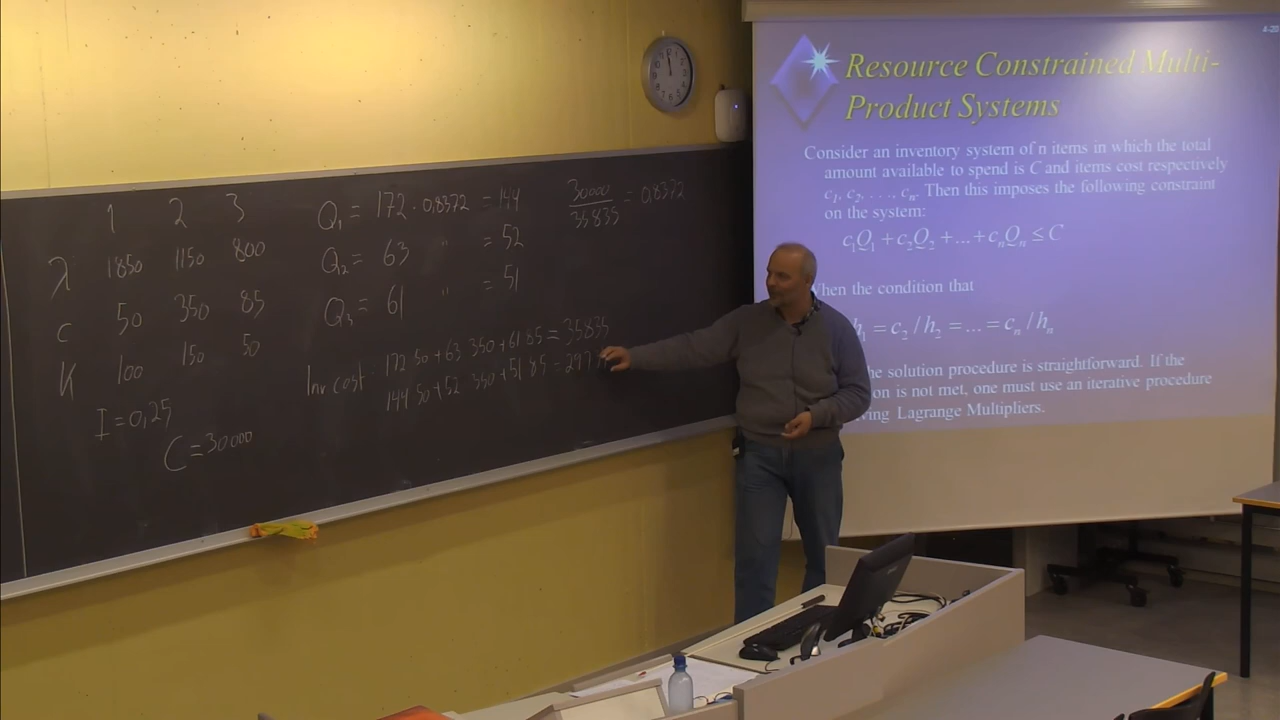 1 2 3
λ 1850 1150 800
c 50 350 85
K 100 150 50
I = 0,25
C = 30000
Q₁ = 172 · 0,8372 = 144
Q₂ = 63 " = 52
Q₃ = 61 " = 51
Inv cost: 172 50 + 63 350 + 61 85 = 35835
144 50 + 52 350 + 51 85 =
30000 / 35835 = 0,8372
Resource Constrained Multi-
Product Systems
Consider an inventory system of n items in which the total
amount available to spend is C and items cost respectively
c₁, c₂, . . ., cₙ. Then this imposes the following constraint
on the system:
c₁Q₁ + c₂Q₂ + ... + cₙQₙ ≤ C
When the condition that
h₁ = c₂ / h₂ = ... = cₙ / hₙ
the solution procedure is straightforward. If the
is not met, one must use an iterative procedure
Lagrange Multipliers.